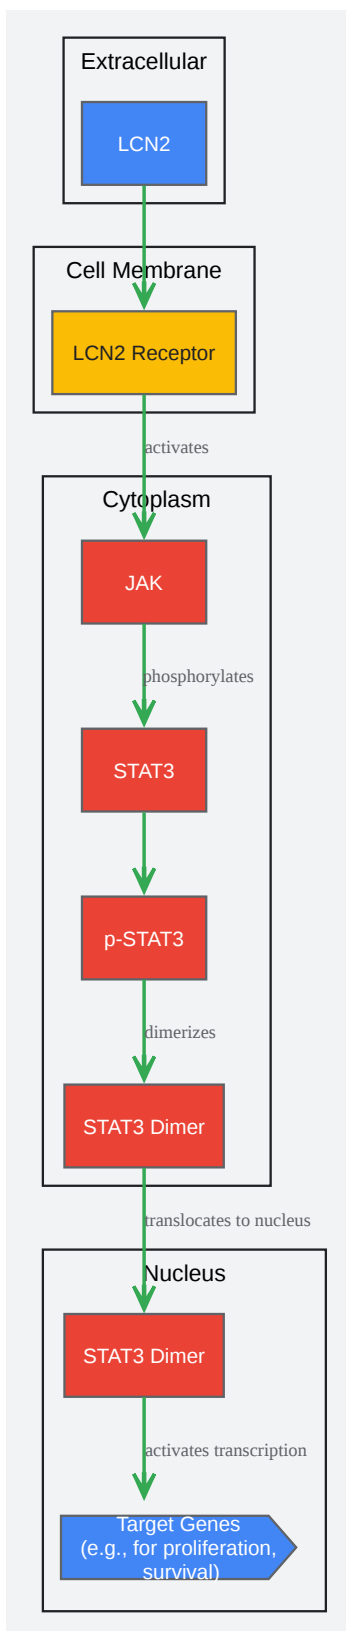 Extracellular
LCN2
Cell Membrane
LCN2 Receptor
activates
Cytoplasm
JAK
phosphorylates
STAT3
p-STAT3
dimerizes
STAT3 Dimer
translocates to nucleus
Nucleus
STAT3 Dimer
activates transcription
Target Genes
(e.g., for proliferation,
survival)